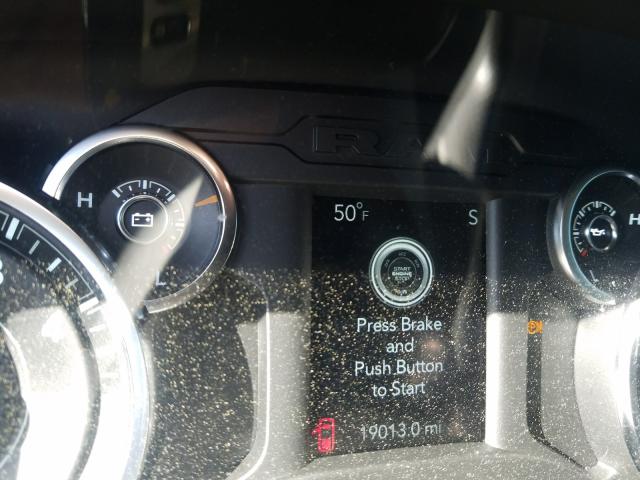 RAM
50°F
S
H
H
START
ENGINE
STOP
Press Brake
and
Push Button
to Start
L
L
19013.0 mi